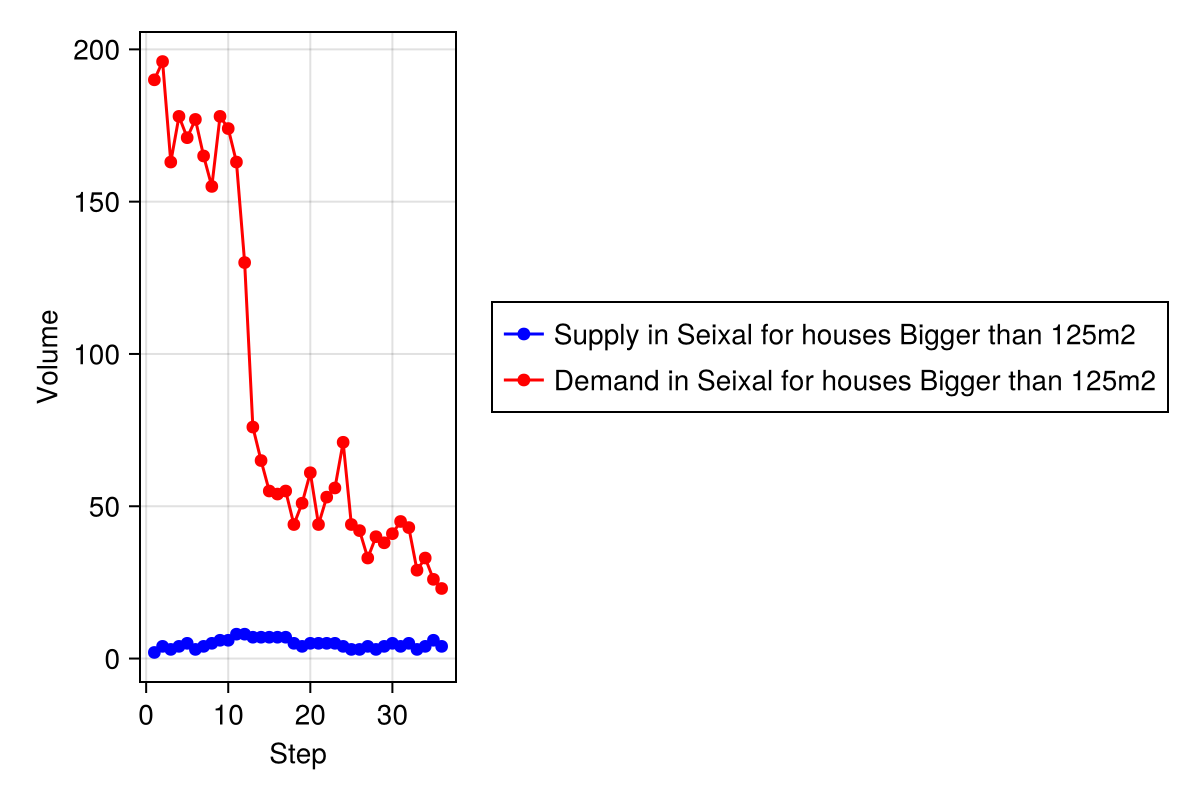 200
150
100
50
0
Volume
0 10 20 30
Step
Supply in Seixal for houses Bigger than 125m2
Demand in Seixal for houses Bigger than 125m2